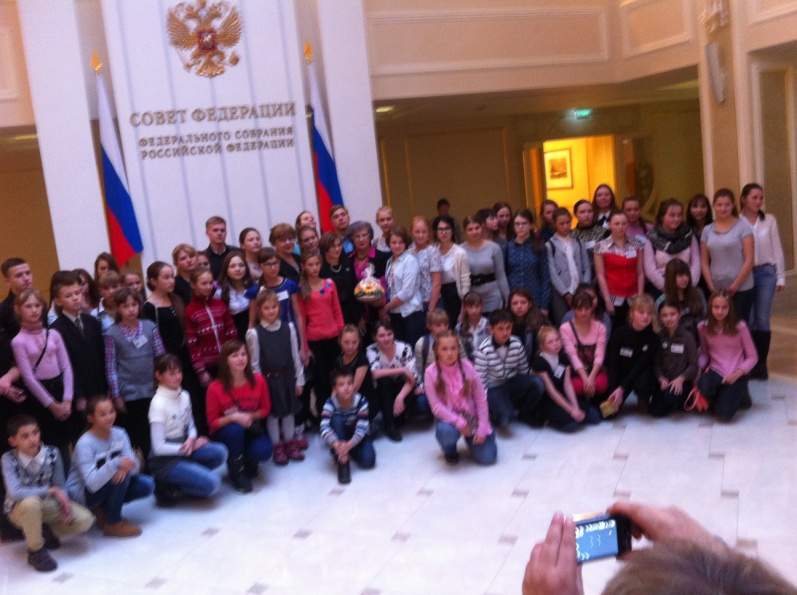 СОВЕТ ФЕДЕРАЦИИ
ФЕДЕРАЛЬНОГО СОБРАНИЯ
РОССИЙСКОЙ ФЕДЕРАЦИИ